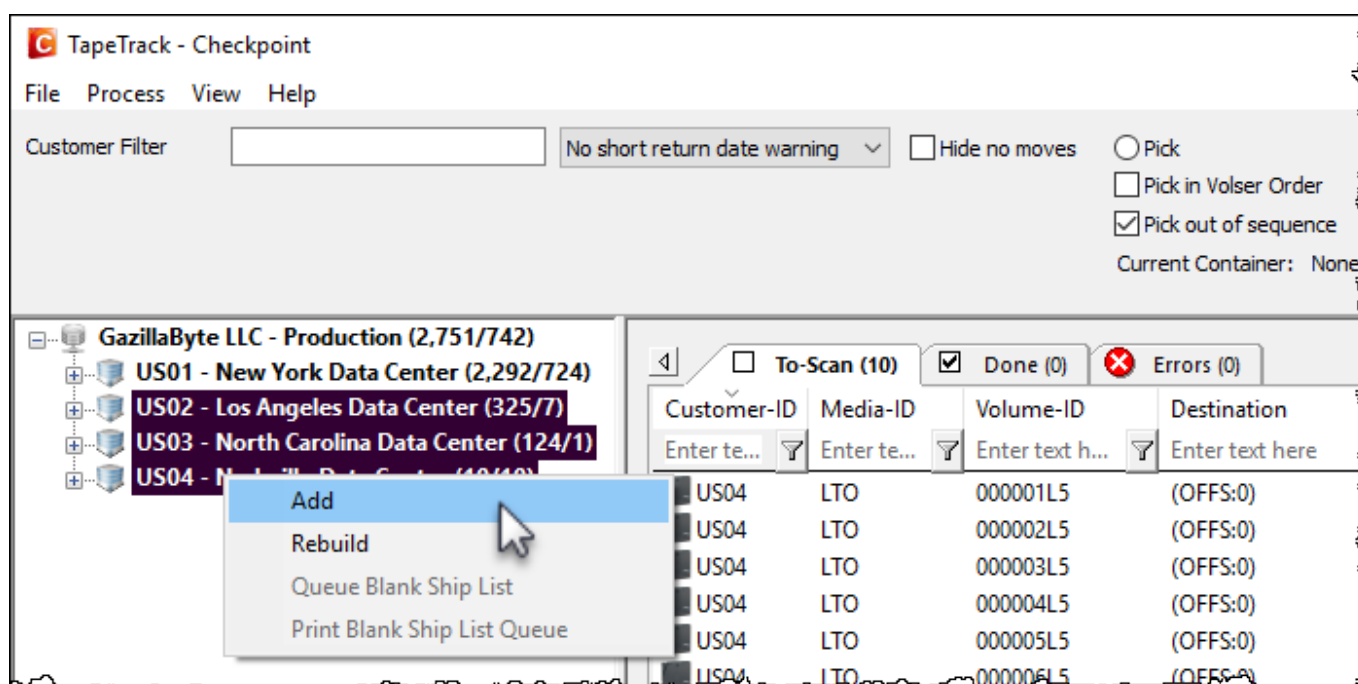 TapeTrack - Checkpoint
File Process View Help
Customer Filter No short return date warning Hide no moves Pick
Pick in Volser Order
Pick out of sequence
Current Container: None
GazillaByte LLC - Production (2,751/742)
US01 - New York Data Center (2,292/724)
US02 - Los Angeles Data Center (325/7)
US03 - North Carolina Data Center (124/1)
US04 -
Add
Rebuild
Queue Blank Ship List
Print Blank Ship List Queue
To-Scan (10) Done (0) Errors (0)
Customer-ID Media-ID Volume-ID Destination
Enter te... Enter te... Enter text h... Enter text here
US04 LTO 000001L5 (OFFS:0)
US04 LTO 000002L5 (OFFS:0)
US04 LTO 000003L5 (OFFS:0)
US04 LTO 000004L5 (OFFS:0)
US04 LTO 000005L5 (OFFS:0)
US04 LTO 000006L5 (OFFS:0)